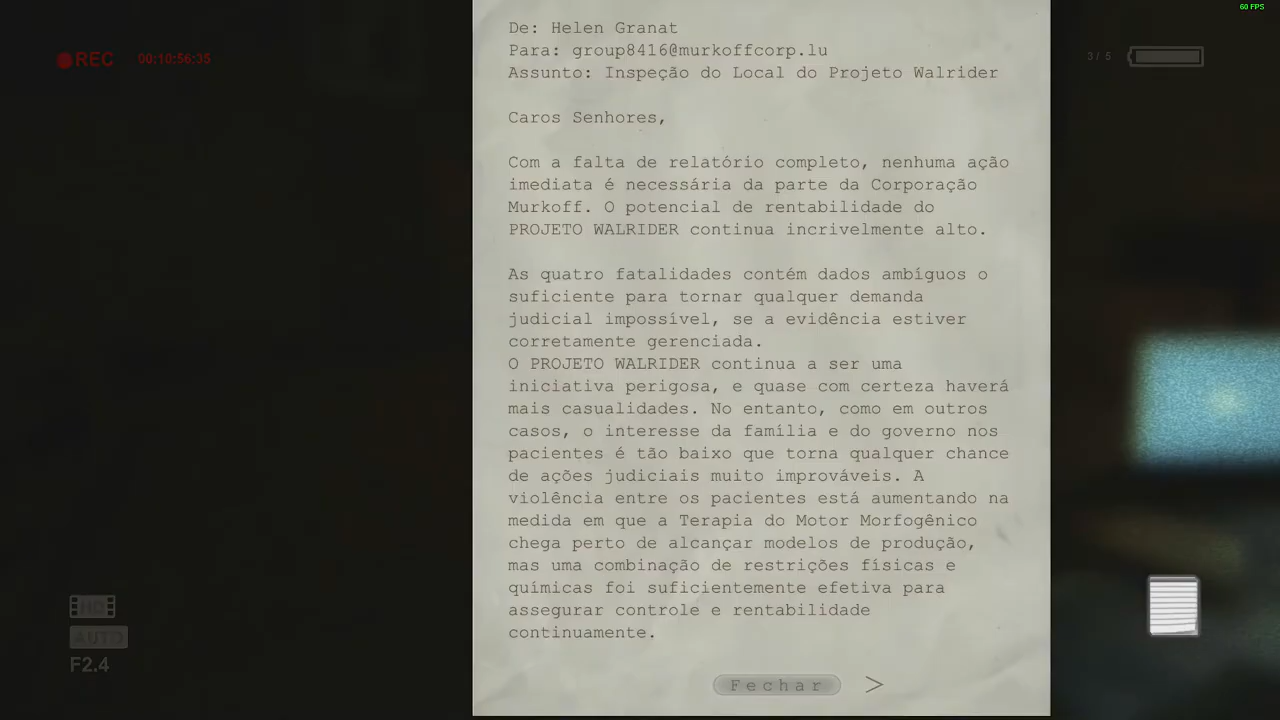 60 FPS
REC 00:10:56:35
3/5
De: Helen Granat
Para: group8416@murkoffcorp.lu
Assunto: Inspeção do Local do Projeto Walrider
Caros Senhores,
Com a falta de relatório completo, nenhuma ação
imediata é necessária da parte da Corporação
Murkoff. O potencial de rentabilidade do
PROJETO WALRIDER continua incrivelmente alto.
As quatro fatalidades contém dados ambíguos o
suficiente para tornar qualquer demanda
judicial impossível, se a evidência estiver
corretamente gerenciada.
O PROJETO WALRIDER continua a ser uma
iniciativa perigosa, e quase com certeza haverá
mais casualidades. No entanto, como em outros
casos, o interesse da família e do governo nos
pacientes é tão baixo que torna qualquer chance
de ações judiciais muito improváveis. A
violência entre os pacientes está aumentando na
medida em que a Terapia do Motor Morfogênico
chega perto de alcançar modelos de produção,
mas uma combinação de restrições físicas e
químicas foi suficientemente efetiva para
assegurar controle e rentabilidade
continuamente.
HD
AUTO
F2.4
Fechar >